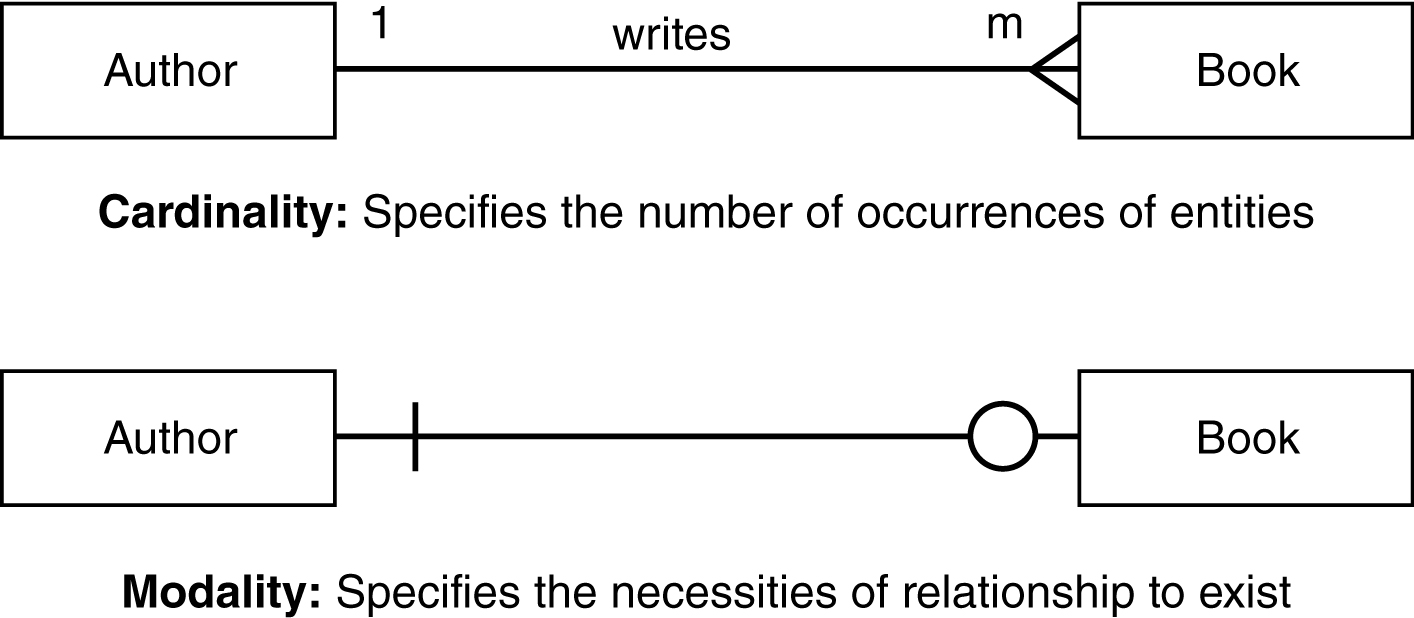 Author 1 writes m Book
Cardinality: Specifies the number of occurrences of entities
Author Book
Modality: Specifies the necessities of relationship to exist